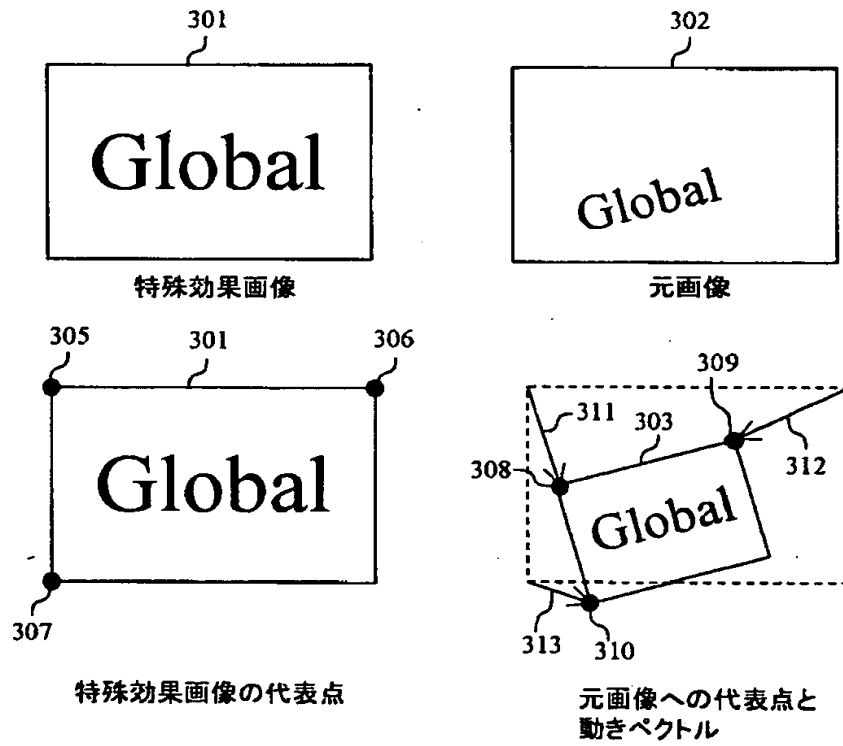 301
302
Global
Global
特殊効果画像
元画像
305
301
306
309
311
303
312
308
Global
Global
307
313
310
特殊効果画像の代表点
元画像への代表点と
動きベクトル